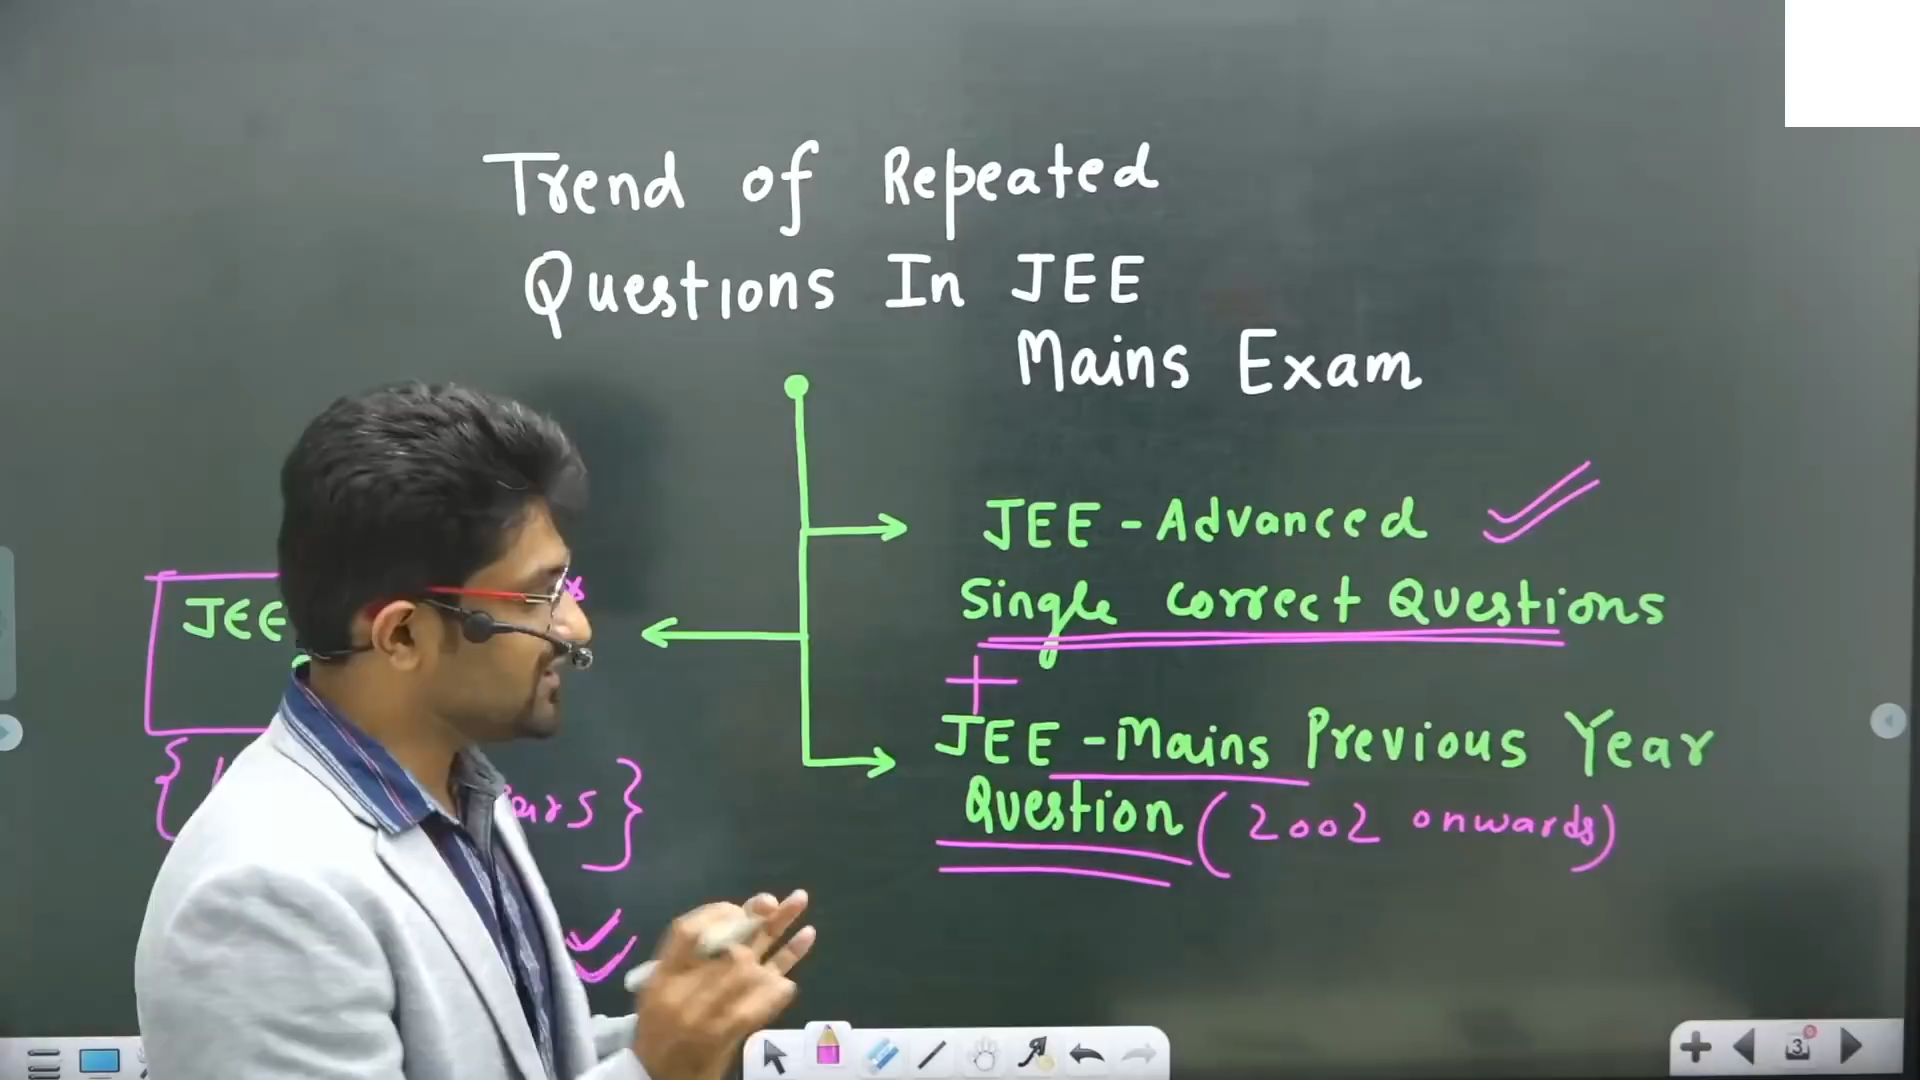 Trend of Repeated
Questions In JEE
Mains Exam
JEE - Advanced
Single Correct Questions
+
JEE - Mains Previous Year
Question (2002 onwards)
JEE
{ }
3